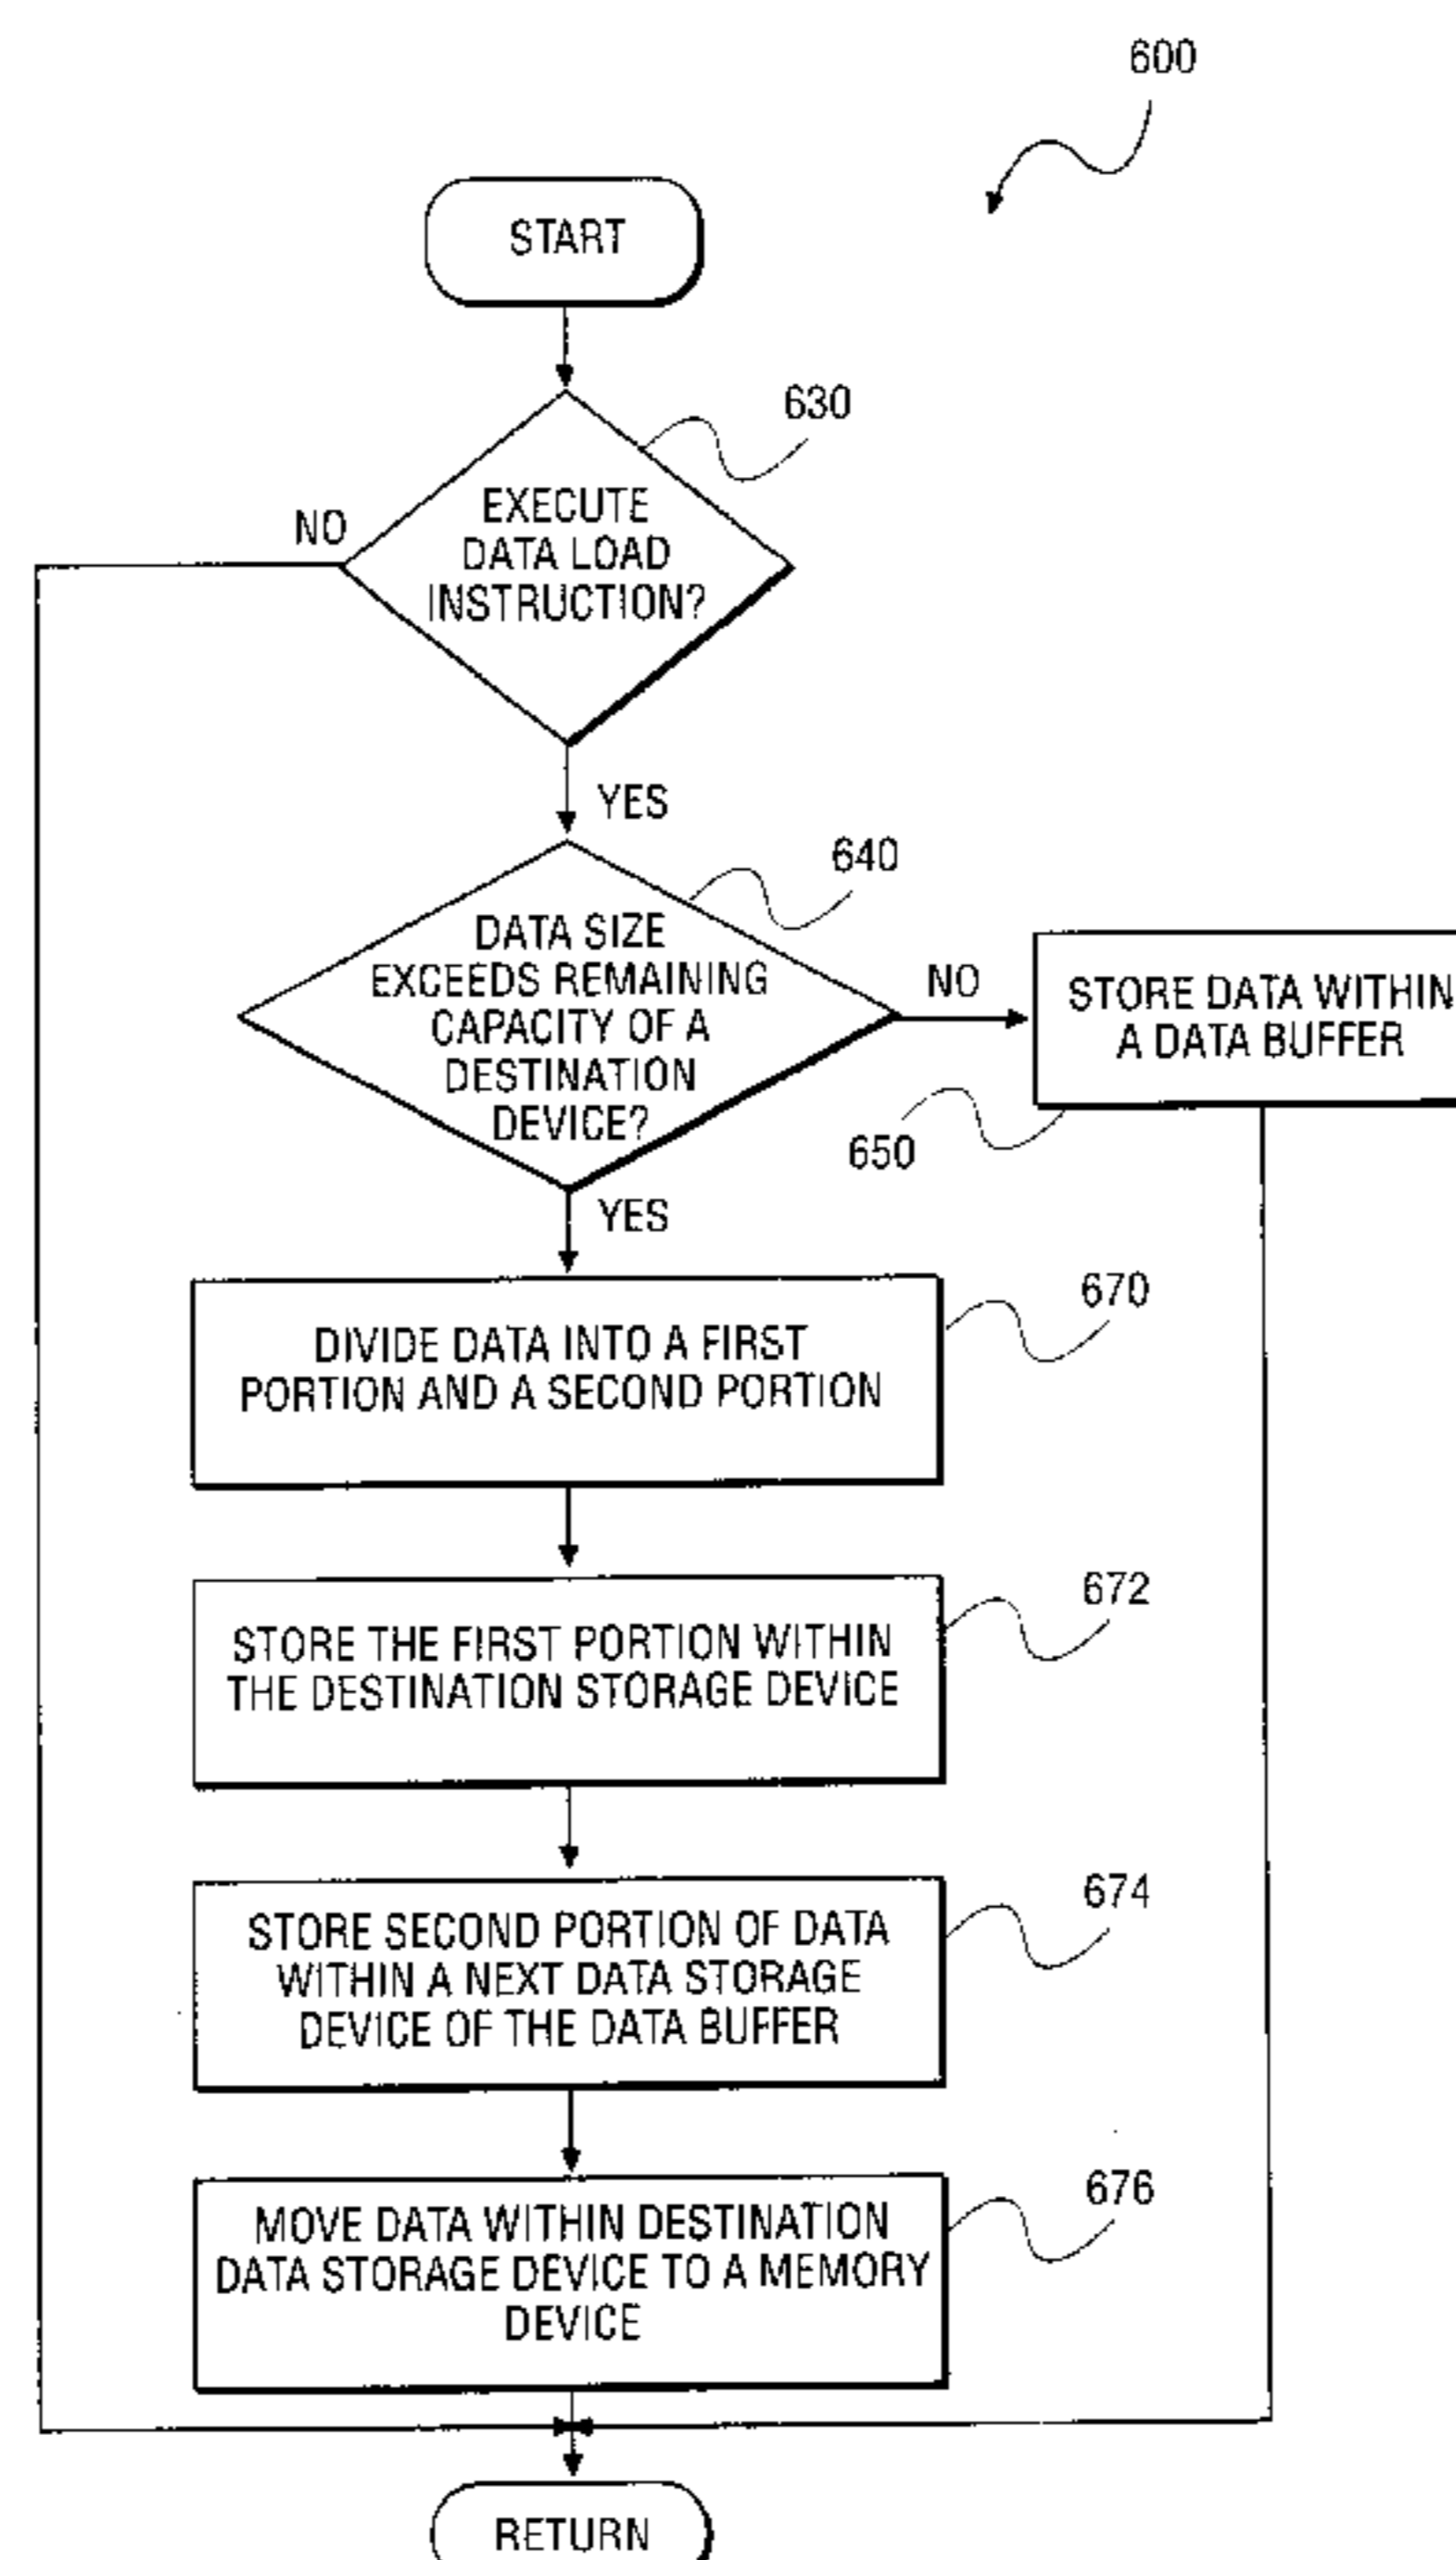 600
START
630
EXECUTE
DATA LOAD
INSTRUCTION?
NO
YES
640
DATA SIZE
EXCEEDS REMAINING
CAPACITY OF A
DESTINATION
DEVICE?
NO
STORE DATA WITHIN
A DATA BUFFER
650
YES
670
DIVIDE DATA INTO A FIRST
PORTION AND A SECOND PORTION
672
STORE THE FIRST PORTION WITHIN
THE DESTINATION STORAGE DEVICE
674
STORE SECOND PORTION OF DATA
WITHIN A NEXT DATA STORAGE
DEVICE OF THE DATA BUFFER
676
MOVE DATA WITHIN DESTINATION
DATA STORAGE DEVICE TO A MEMORY
DEVICE
RETURN